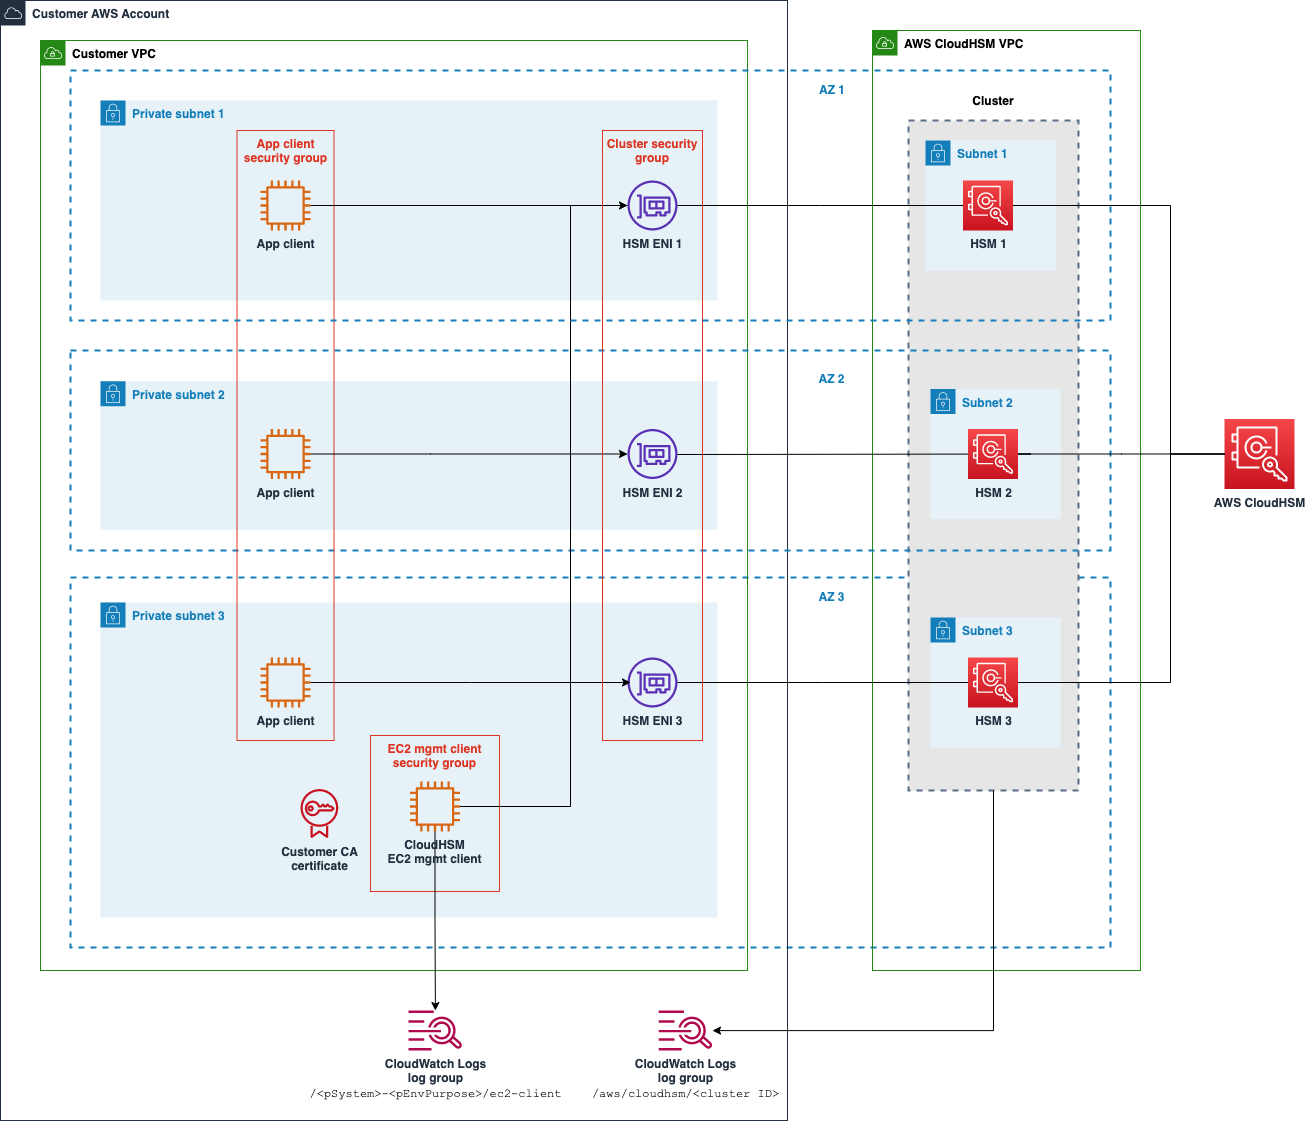 Customer AWS Account
Customer VPC
AWS CloudHSM VPC
AZ 1
Cluster
Private subnet 1
App client
security group
Cluster security
group
Subnet 1
App client
HSM ENI 1
HSM 1
AZ 2
Private subnet 2
Subnet 2
App client
HSM ENI 2
HSM 2
AWS CloudHSM
AZ 3
Private subnet 3
Subnet 3
App client
HSM ENI 3
HSM 3
EC2 mgmt client
security group
CloudHSM
EC2 mgmt client
Customer CA
certificate
CloudWatch Logs
log group
/<pSystem>-<pEnvPurpose>/ec2-client
CloudWatch Logs
log group
/aws/cloudhsm/<cluster ID>